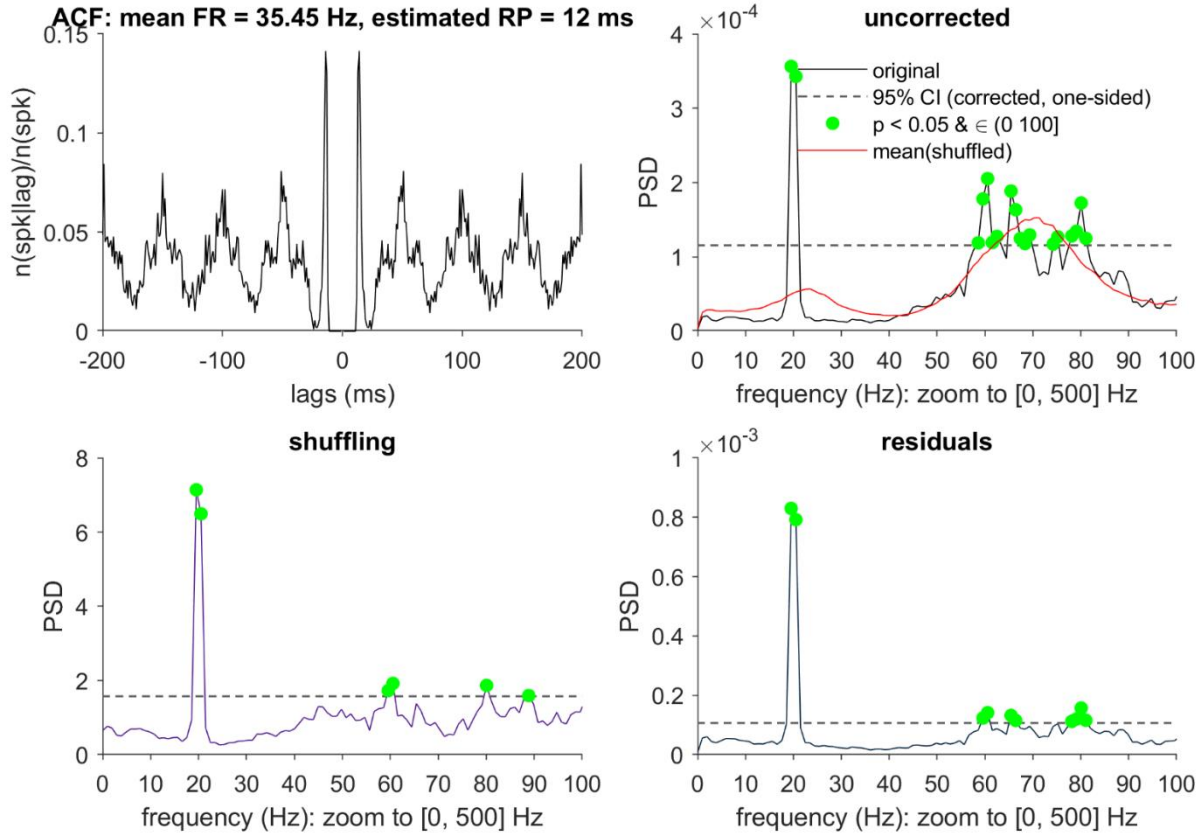 ACF: mean FR = 35.45 Hz, estimated RP = 12 ms
n(spk|lag)/n(spk)
0.15
0.1
0.05
0
-200 -100 0 100 200
lags (ms)
uncorrected
×10⁻⁴
original
95% CI (corrected, one-sided)
p < 0.05 & ∈ (0 100]
mean(shuffled)
PSD
4
3
2
1
0
0 10 20 30 40 50 60 70 80 90 100
frequency (Hz): zoom to [0, 500] Hz
shuffling
PSD
8
6
4
2
0
0 10 20 30 40 50 60 70 80 90 100
frequency (Hz): zoom to [0, 500] Hz
residuals
×10⁻³
PSD
1
0.8
0.6
0.4
0.2
0
0 10 20 30 40 50 60 70 80 90 100
frequency (Hz): zoom to [0, 500] Hz